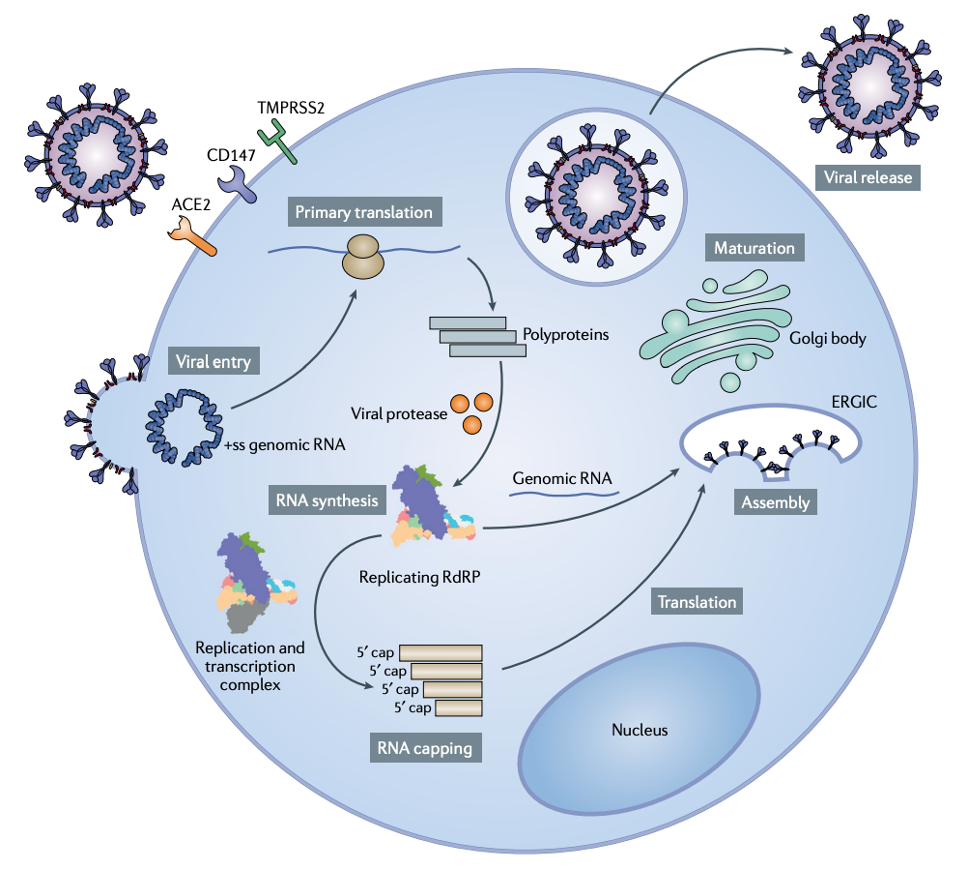 TMPRSS2
CD147
ACE2
Primary translation
Viral release
Maturation
Polyproteins
Golgi body
Viral entry
ERGIC
Viral protease
+ss genomic RNA
Genomic RNA
RNA synthesis
Assembly
Replicating RdRP
Translation
Replication and
transcription
complex
5′ cap
5′ cap
5′ cap
5′ cap
Nucleus
RNA capping